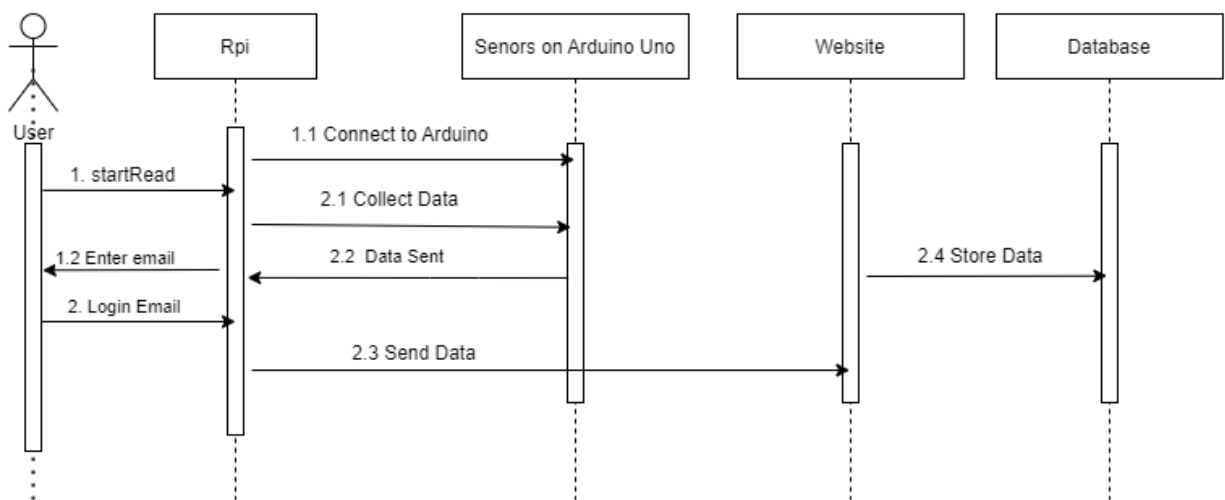 Rpi
Senors on Arduino Uno
Website
Database
User
1.1 Connect to Arduino
1. startRead
2.1 Collect Data
1.2 Enter email
2.2 Data Sent
2.4 Store Data
2. Login Email
2.3 Send Data